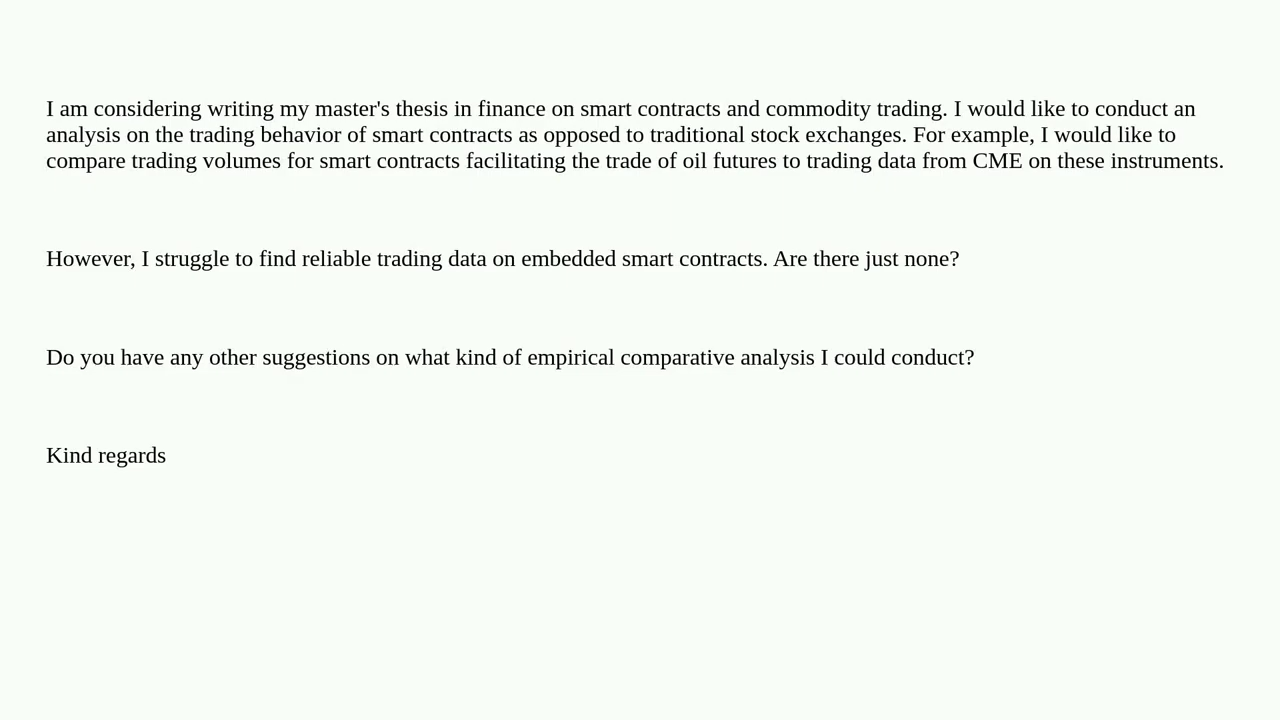 I am considering writing my master's thesis in finance on smart contracts and commodity trading. I would like to conduct an
analysis on the trading behavior of smart contracts as opposed to traditional stock exchanges. For example, I would like to
compare trading volumes for smart contracts facilitating the trade of oil futures to trading data from CME on these instruments.
However, I struggle to find reliable trading data on embedded smart contracts. Are there just none?
Do you have any other suggestions on what kind of empirical comparative analysis I could conduct?
Kind regards